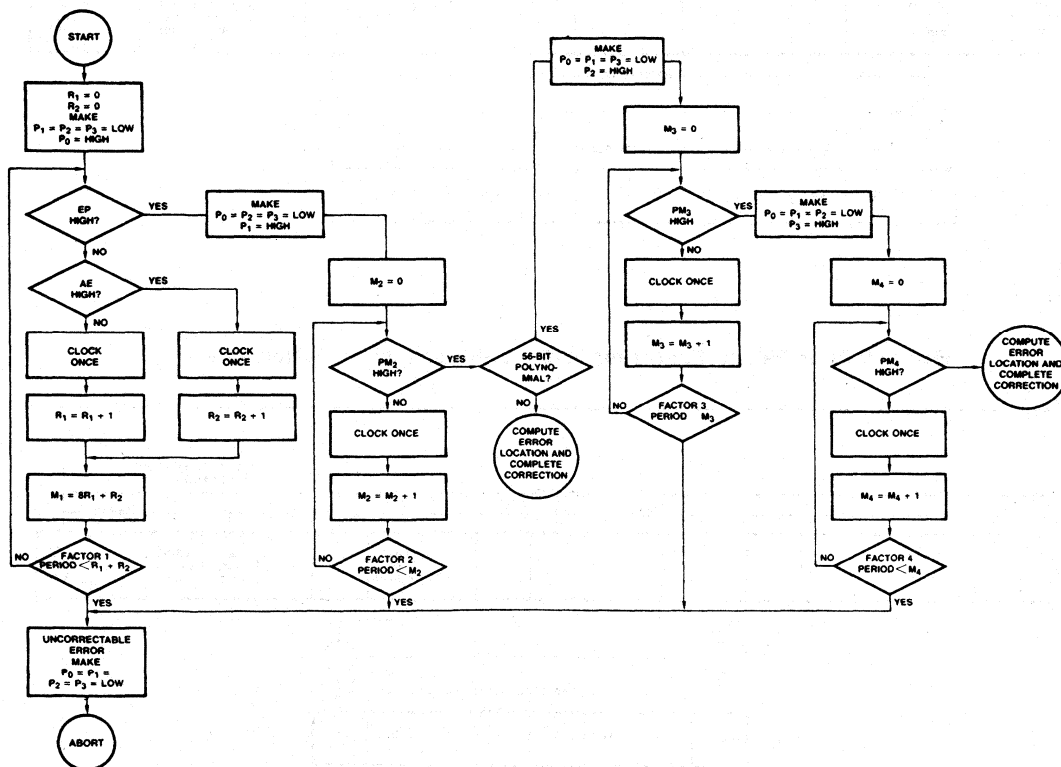 START
R₁ = 0
R₂ = 0
MAKE
P₁ = P₂ = P₃ = LOW
P₀ = HIGH
EP
HIGH?
YES
NO
AE
HIGH?
YES
NO
CLOCK
ONCE
CLOCK
ONCE
R₁ = R₁ + 1
R₂ = R₂ + 1
M₁ = 8R₁ + R₂
NO
FACTOR 1
PERIOD < R₁ + R₂
YES
UNCORRECTABLE
ERROR
MAKE
P₀ = P₁ =
P₂ = P₃ = LOW
ABORT
MAKE
P₀ = P₂ = P₃ = LOW
P₁ = HIGH
M₂ = 0
PM₂
HIGH?
YES
NO
CLOCK ONCE
M₂ = M₂ + 1
NO
FACTOR 2
PERIOD < M₂
YES
YES
56-BIT
POLYNO-
MIAL?
NO
COMPUTE
ERROR
LOCATION AND
COMPLETE
CORRECTION
MAKE
P₀ = P₁ = P₃ = LOW
P₂ = HIGH
M₃ = 0
PM₃
HIGH
YES
NO
CLOCK ONCE
M₃ = M₃ + 1
NO
FACTOR 3
PERIOD M₃
MAKE
P₀ = P₁ = P₂ = LOW
P₃ = HIGH
M₄ = 0
PM₄
HIGH?
NO
CLOCK ONCE
M₄ = M₄ + 1
NO
FACTOR 4
PERIOD < M₄
YES
COMPUTE
ERROR
LOCATION AND
COMPLETE
CORRECTION